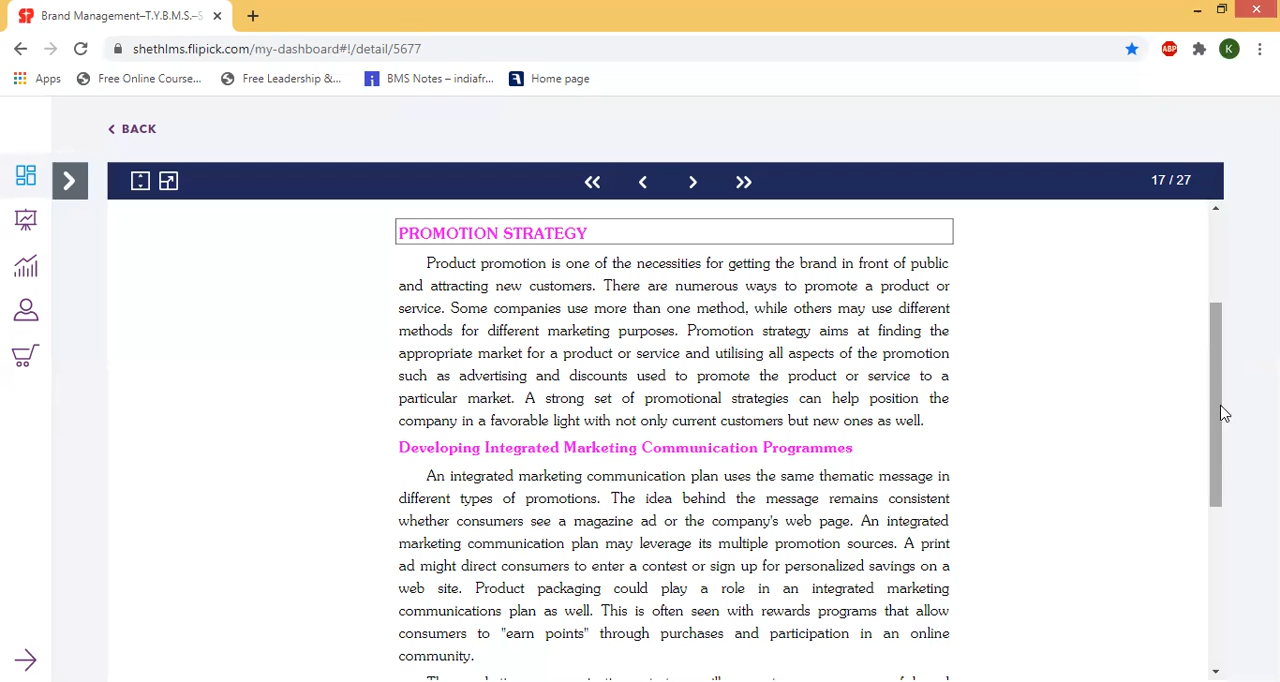 Brand Management–T.Y.B.M.S.–S
shethlms.flipick.com/my-dashboard#!/detail/5677
ABP
K
Apps
Free Online Course...
Free Leadership &...
BMS Notes – indiafr...
Home page
BACK
17 / 27
PROMOTION STRATEGY
Product promotion is one of the necessities for getting the brand in front of public
and attracting new customers. There are numerous ways to promote a product or
service. Some companies use more than one method, while others may use different
methods for different marketing purposes. Promotion strategy aims at finding the
appropriate market for a product or service and utilising all aspects of the promotion
such as advertising and discounts used to promote the product or service to a
particular market. A strong set of promotional strategies can help position the
company in a favorable light with not only current customers but new ones as well.
Developing Integrated Marketing Communication Programmes
An integrated marketing communication plan uses the same thematic message in
different types of promotions. The idea behind the message remains consistent
whether consumers see a magazine ad or the company's web page. An integrated
marketing communication plan may leverage its multiple promotion sources. A print
ad might direct consumers to enter a contest or sign up for personalized savings on a
web site. Product packaging could play a role in an integrated marketing
communications plan as well. This is often seen with rewards programs that allow
consumers to "earn points" through purchases and participation in an online
community.